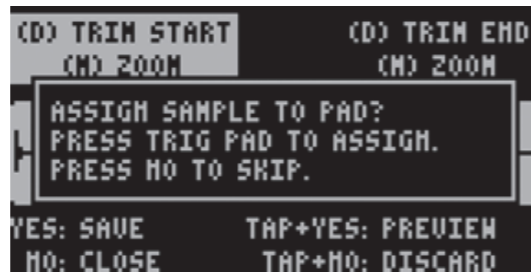 (D) TRIM START (D) TRIM END
(M) ZOOM (M) ZOOM
ASSIGN SAMPLE TO PAD?
PRESS TRIG PAD TO ASSIGN.
PRESS NO TO SKIP.
YES: SAVE TAP+YES: PREVIEW
NO: CLOSE TAP+NO: DISCARD